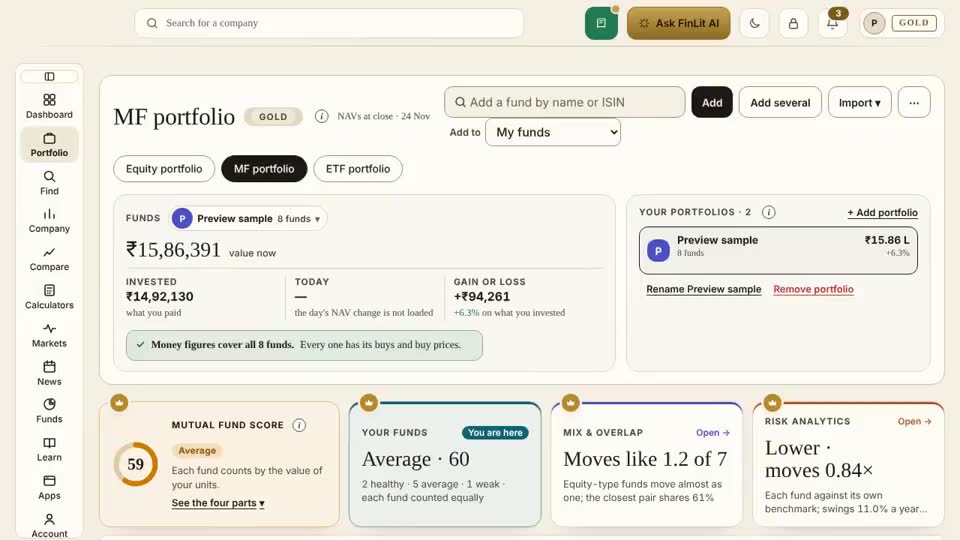 Search for a company
Ask FinLit AI
3
P
GOLD
Dashboard
Portfolio
Find
Company
Compare
Calculators
Markets
News
Funds
Learn
Apps
Account
MF portfolio
GOLD
i
NAVs at close · 24 Nov
Add a fund by name or ISIN
Add
Add several
Import ▾
···
Add to
My funds
Equity portfolio
MF portfolio
ETF portfolio
FUNDS
P
Preview sample 8 funds ▾
₹15,86,391 value now
INVESTED
₹14,92,130
what you paid
TODAY
—
the day's NAV change is not loaded
GAIN OR LOSS
+₹94,261
+6.3% on what you invested
✓ Money figures cover all 8 funds. Every one has its buys and buy prices.
YOUR PORTFOLIOS · 2
i
+ Add portfolio
P
Preview sample
8 funds
₹15.86 L
+6.3%
Rename Preview sample
Remove portfolio
59
MUTUAL FUND SCORE
i
Average
Each fund counts by the value of
your units.
See the four parts ▾
YOUR FUNDS
You are here
Average · 60
2 healthy · 5 average · 1 weak ·
each fund counted equally
MIX & OVERLAP
Open →
Moves like 1.2 of 7
Equity-type funds move almost as
one; the closest pair shares 61%
RISK ANALYTICS
Open →
Lower ·
moves 0.84×
Each fund against its own
benchmark; swings 11.0% a year...